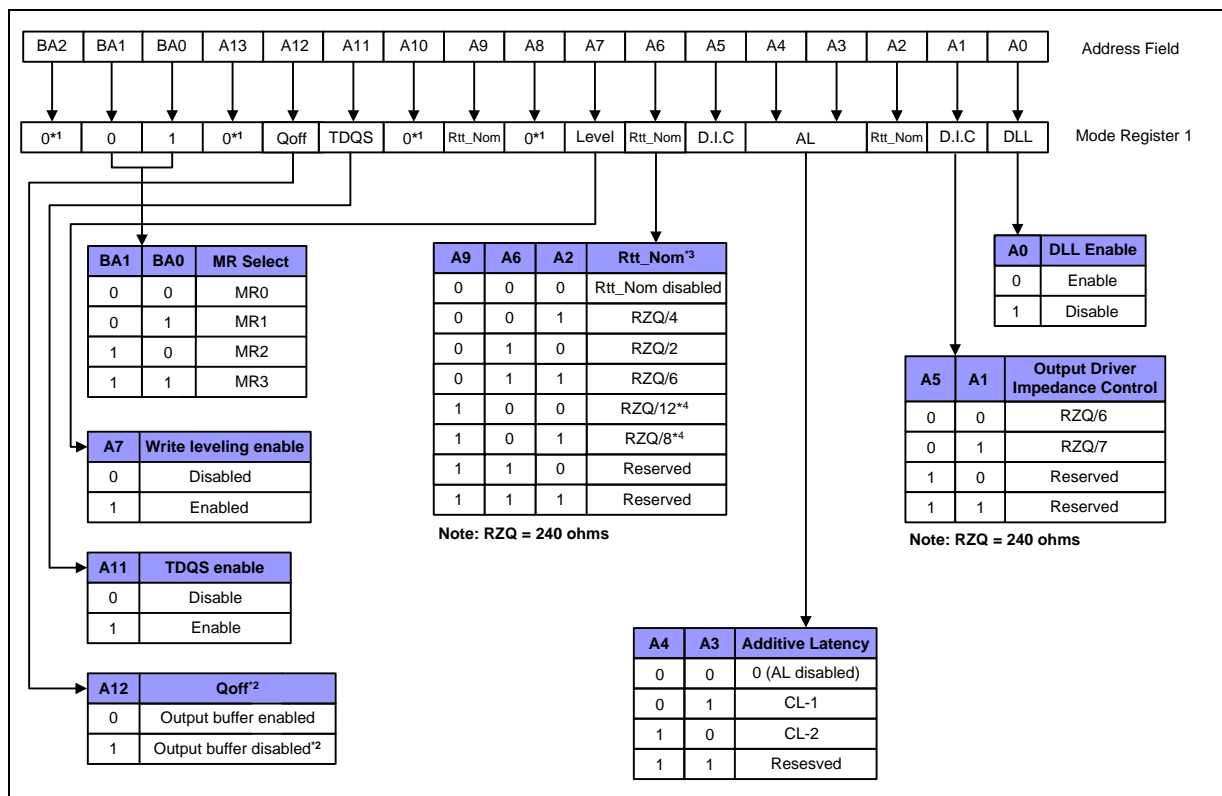 BA2 BA1 BA0 A13 A12 A11 A10 A9 A8 A7 A6 A5 A4 A3 A2 A1 A0 Address Field
0*1 0 1 0*1 Qoff TDQS 0*1 Rtt_Nom 0*1 Level Rtt_Nom D.I.C AL Rtt_Nom D.I.C DLL Mode Register 1
BA1 BA0 MR Select
0 0 MR0
0 1 MR1
1 0 MR2
1 1 MR3
A7 Write leveling enable
0 Disabled
1 Enabled
A11 TDQS enable
0 Disable
1 Enable
A12 Qoff*2
0 Output buffer enabled
1 Output buffer disabled*2
A9 A6 A2 Rtt_Nom*3
0 0 0 Rtt_Nom disabled
0 0 1 RZQ/4
0 1 0 RZQ/2
0 1 1 RZQ/6
1 0 0 RZQ/12*4
1 0 1 RZQ/8*4
1 1 0 Reserved
1 1 1 Reserved
Note: RZQ = 240 ohms
A4 A3 Additive Latency
0 0 0 (AL disabled)
0 1 CL-1
1 0 CL-2
1 1 Resesved
A0 DLL Enable
0 Enable
1 Disable
A5 A1 Output Driver
Impedance Control
0 0 RZQ/6
0 1 RZQ/7
1 0 Reserved
1 1 Reserved
Note: RZQ = 240 ohms